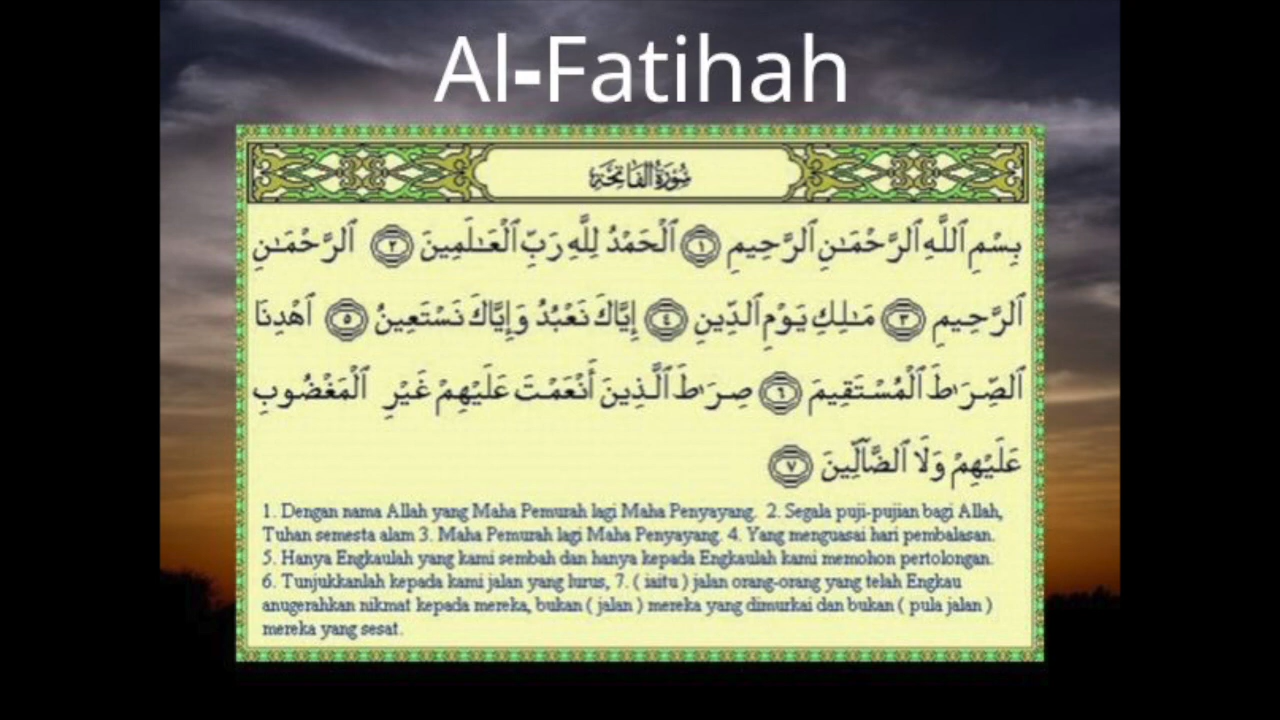 Al-Fatihah
سُورَةُ الفَاتِحَة
بِسْمِ ٱللَّهِ ٱلرَّحْمَـٰنِ ٱلرَّحِيمِ ١ ٱلْحَمْدُ لِلَّهِ رَبِّ ٱلْعَـٰلَمِينَ ٢ ٱلرَّحْمَـٰنِ
ٱلرَّحِيمِ ٣ مَـٰلِكِ يَوْمِ ٱلدِّينِ ٤ إِيَّاكَ نَعْبُدُ وَإِيَّاكَ نَسْتَعِينُ ٥ ٱهْدِنَا
ٱلصِّرَٰطَ ٱلْمُسْتَقِيمَ ٦ صِرَٰطَ ٱلَّذِينَ أَنْعَمْتَ عَلَيْهِمْ غَيْرِ ٱلْمَغْضُوبِ
عَلَيْهِمْ وَلَا ٱلضَّآلِّينَ ٧
1. Dengan nama Allah yang Maha Pemurah lagi Maha Penyayang. 2. Segala puji-pujian bagi Allah,
Tuhan semesta alam 3. Maha Pemurah lagi Maha Penyayang. 4. Yang menguasai hari pembalasan.
5. Hanya Engkaulah yang kami sembah dan hanya kepada Engkaulah kami memohon pertolongan.
6. Tunjukkanlah kepada kami jalan yang lurus, 7. ( iaitu ) jalan orang-orang yang telah Engkau
anugerahkan nikmat kepada mereka, bukan ( jalan ) mereka yang dimurkai dan bukan ( pula jalan )
mereka yang sesat.